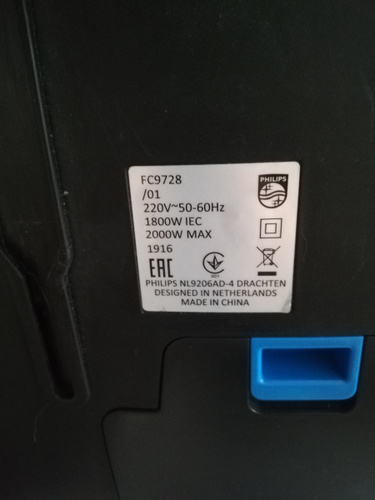 FC9728
/01
220V~50-60Hz
1800W IEC
2000W MAX
1916
PHILIPS
EAC
PHILIPS NL9206AD-4 DRACHTEN
DESIGNED IN NETHERLANDS
MADE IN CHINA